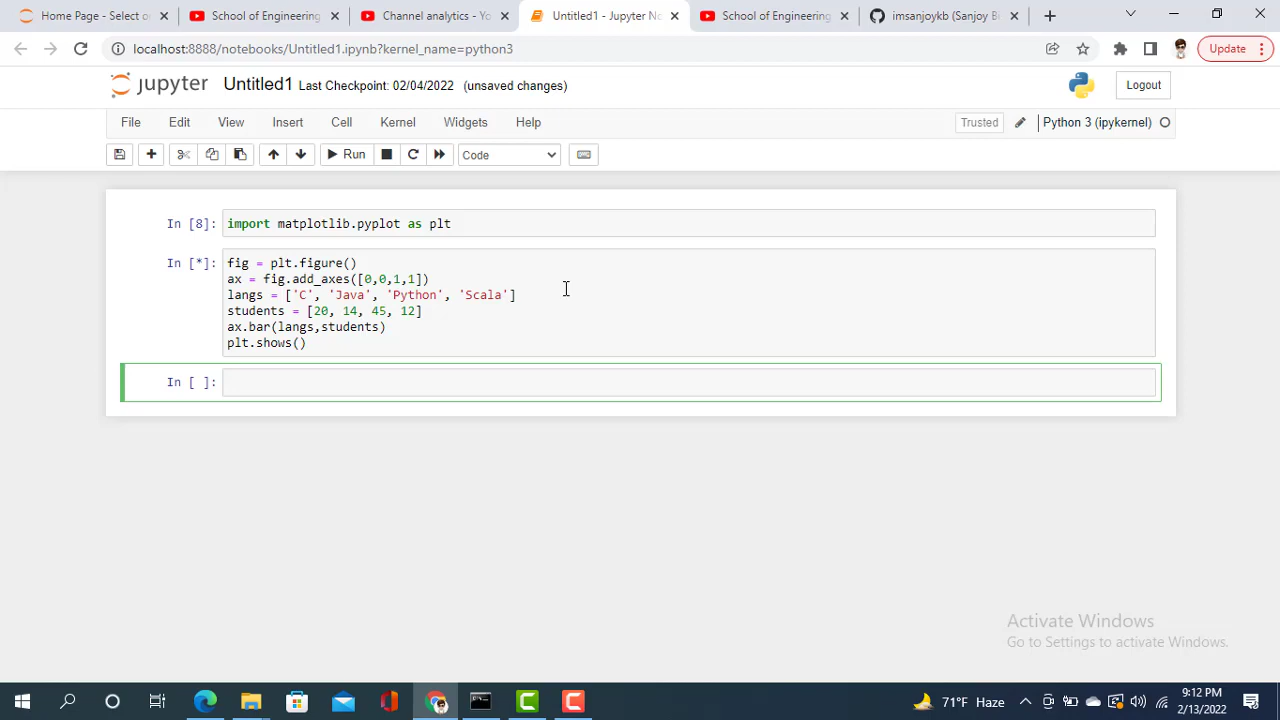 Home Page - Select o
School of Engineering
Channel analytics - Yo
Untitled1 - Jupyter No
School of Engineering
imsanjoykb (Sanjoy Bi
localhost:8888/notebooks/Untitled1.ipynb?kernel_name=python3
Update
jupyter Untitled1 Last Checkpoint: 02/04/2022 (unsaved changes)
Logout
File Edit View Insert Cell Kernel Widgets Help
Trusted Python 3 (ipykernel)
Run Code
In [8]: import matplotlib.pyplot as plt
In [*]: fig = plt.figure()
ax = fig.add_axes([0,0,1,1])
langs = ['C', 'Java', 'Python', 'Scala']
students = [20, 14, 45, 12]
ax.bar(langs,students)
plt.shows()
In [ ]:
Activate Windows
Go to Settings to activate Windows.
71°F Haze
9:12 PM
2/13/2022